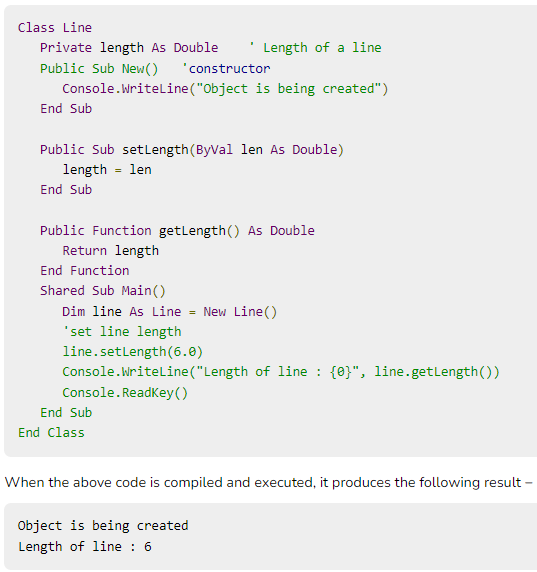 Class Line
   Private length As Double    ' Length of a line
   Public Sub New()   'constructor
      Console.WriteLine("Object is being created")
   End Sub

   Public Sub setLength(ByVal len As Double)
      length = len
   End Sub

   Public Function getLength() As Double
      Return length
   End Function
   Shared Sub Main()
      Dim line As Line = New Line()
      'set line length
      line.setLength(6.0)
      Console.WriteLine("Length of line : {0}", line.getLength())
      Console.ReadKey()
   End Sub
End Class
When the above code is compiled and executed, it produces the following result −
Object is being created
Length of line : 6